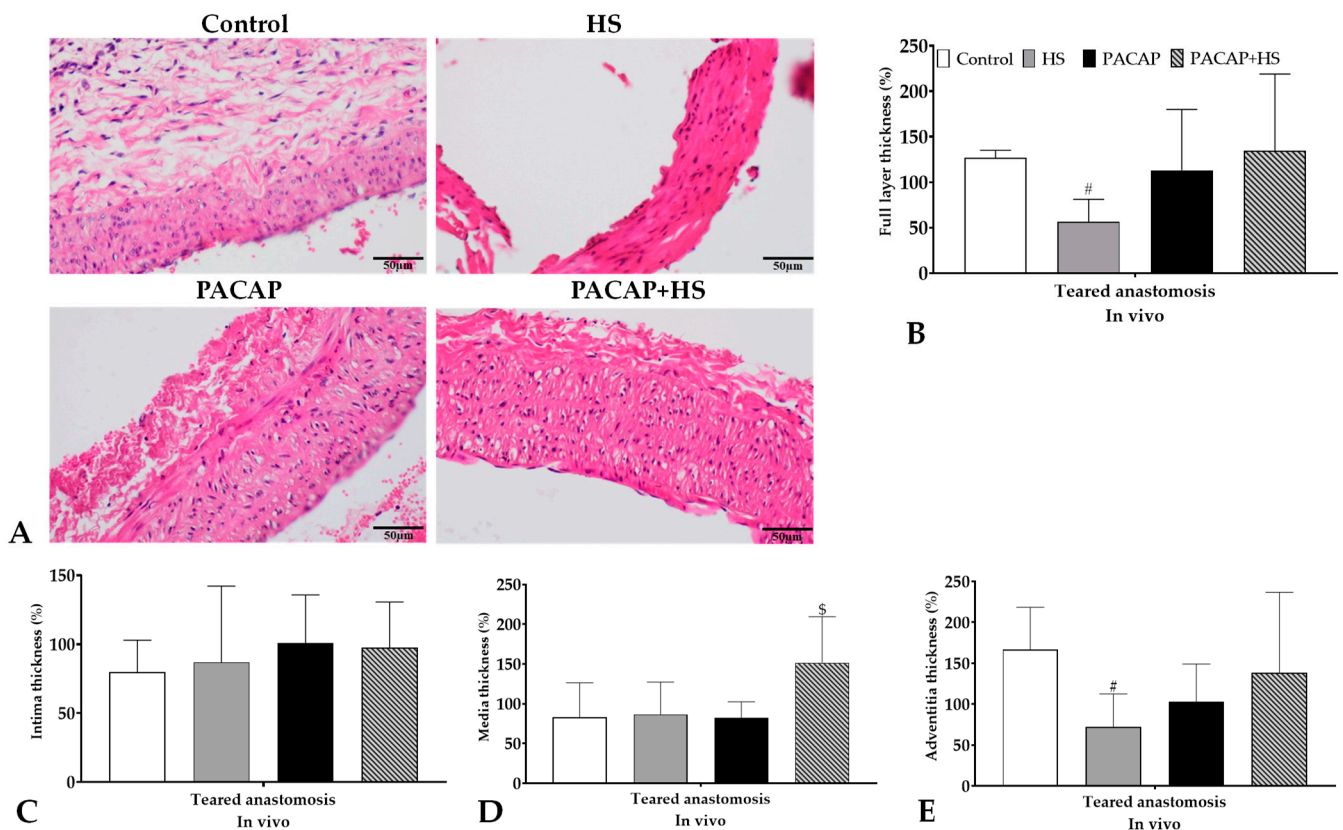 Control
HS
50µm
50µm
PACAP
PACAP+HS
50µm
50µm
A
250
200
150
100
50
0
Full layer thickness (%)
Control HS PACAP PACAP+HS
#
Teared anastomosis
In vivo
B
150
100
50
0
Intima thickness (%)
Teared anastomosis
In vivo
C
250
200
150
100
50
0
Media thickness (%)
$
Teared anastomosis
In vivo
D
250
200
150
100
50
0
Adventitia thickness (%)
#
Teared anastomosis
In vivo
E